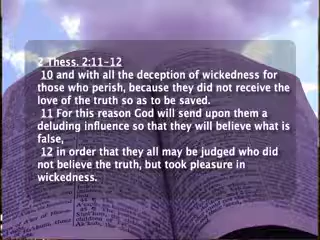 2 Thess. 2:11-12
10 and with all the deception of wickedness for
those who perish, because they did not receive the
love of the truth so as to be saved.
11 For this reason God will send upon them a
deluding influence so that they will believe what is
false,
12 in order that they all may be judged who did
not believe the truth, but took pleasure in
wickedness.